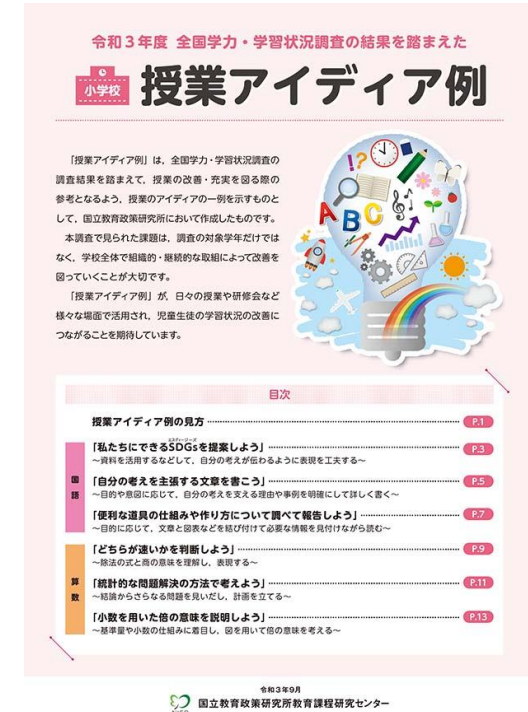 令和3年度 全国学力・学習状況調査の結果を踏まえた
小学校
授業アイディア例
「授業アイディア例」は，全国学力・学習状況調査の
調査結果を踏まえて，授業の改善・充実を図る際の
参考となるよう，授業のアイディアの一例を示すものと
して，国立教育政策研究所において作成したものです。
本調査で見られた課題は，調査の対象学年だけでは
なく，学校全体で組織的・継続的な取組によって改善を
図っていくことが大切です。
「授業アイディア例」が，日々の授業や研修会など
様々な場面で活用され，児童生徒の学習状況の改善に
つながることを期待しています。
!?
A B C
目次
授業アイディア例の見方 P.1
国語
エスディージーズ
「私たちにできるSDGsを提案しよう」 P.3
～資料を活用するなどして，自分の考えが伝わるように表現を工夫する～
「自分の考えを主張する文章を書こう」 P.5
～目的や意図に応じて，自分の考えを支える理由や事例を明確にして詳しく書く～
「便利な道具の仕組みや作り方について調べて報告しよう」 P.7
～目的に応じて，文章と図表などを結び付けて必要な情報を見付けながら読む～
算数
「どちらが速いかを判断しよう」 P.9
～除法の式と商の意味を理解し，表現する～
「統計的な問題解決の方法で考えよう」 P.11
～結論からさらなる問題を見いだし，計画を立てる～
「小数を用いた倍の意味を説明しよう」 P.13
～基準量や小数の仕組みに着目し，図を用いて倍の意味を考える～
令和3年9月
国立教育政策研究所教育課程研究センター